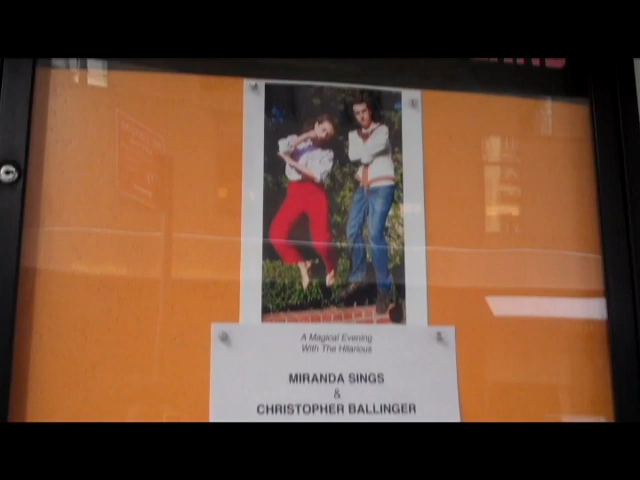 A Magical Evening
With The Hilarious
MIRANDA SINGS
&
CHRISTOPHER BALLINGER